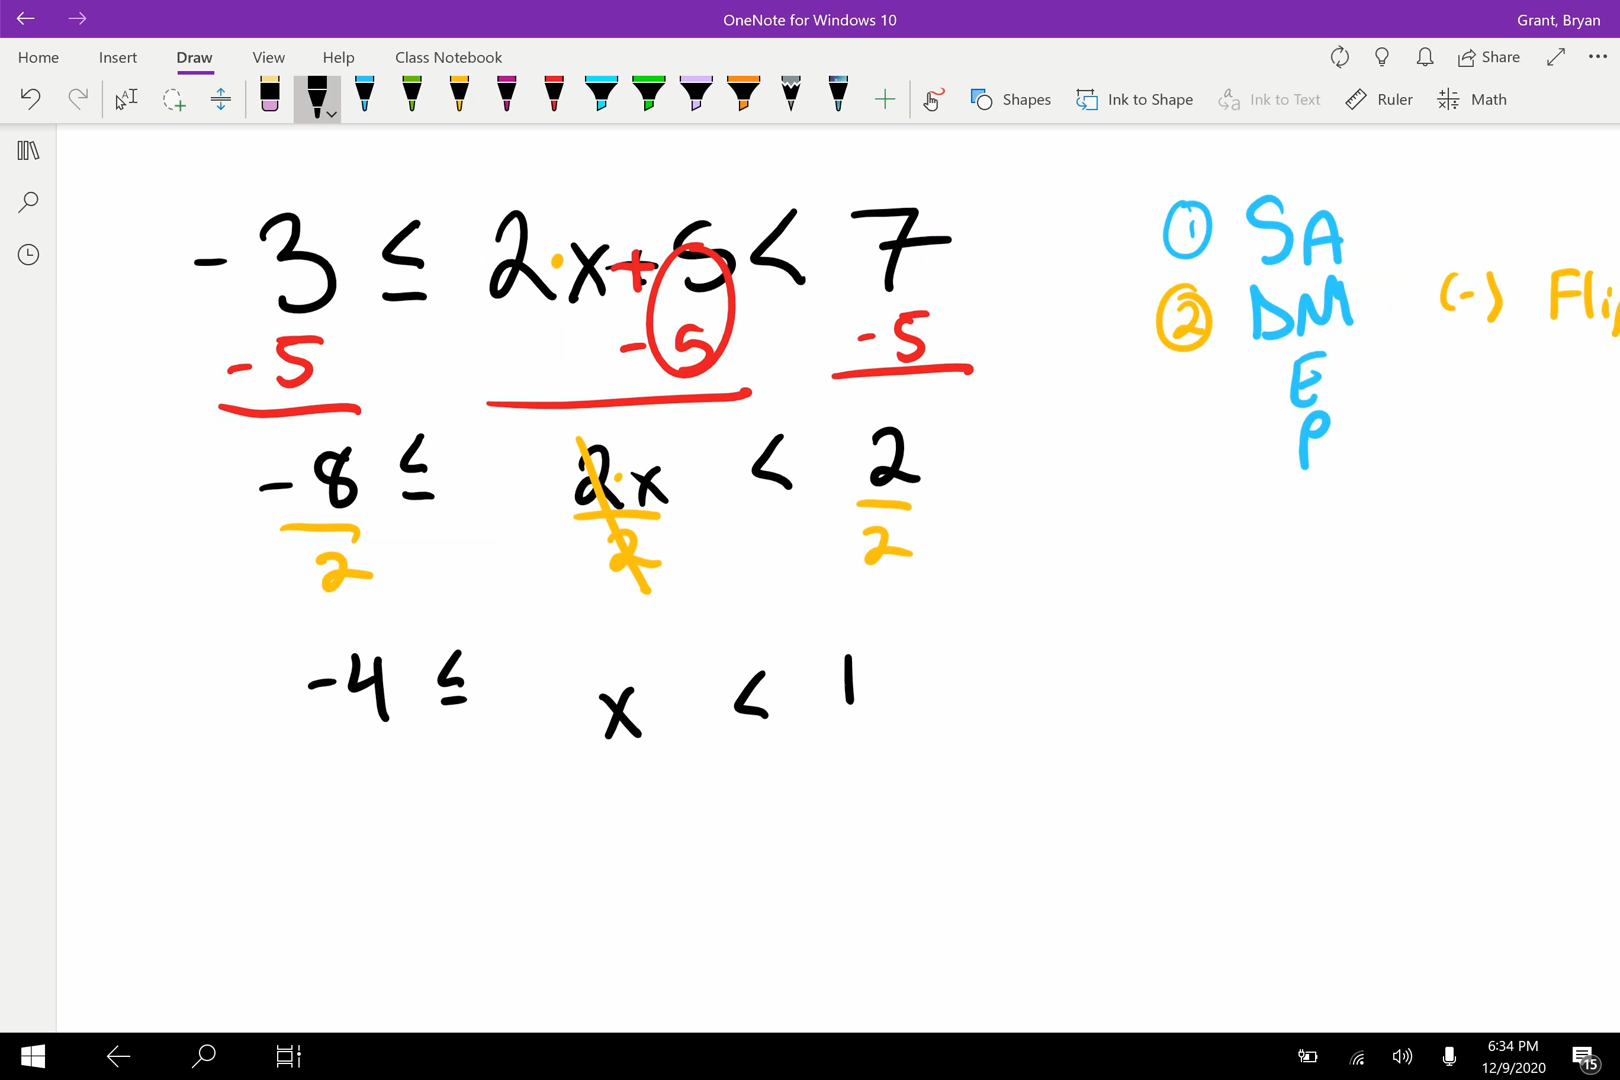 OneNote for Windows 10
Grant, Bryan
Home Insert Draw View Help Class Notebook Share
Shapes Ink to Shape Ink to Text Ruler Math
-3 ≤ 2·x+5 < 7
-5 -5 -5
-8 ≤ 2·x < 2
2 2 2
-4 ≤ x < 1
① SA
② DM (-) Flip
E
P
6:34 PM
12/9/2020
15